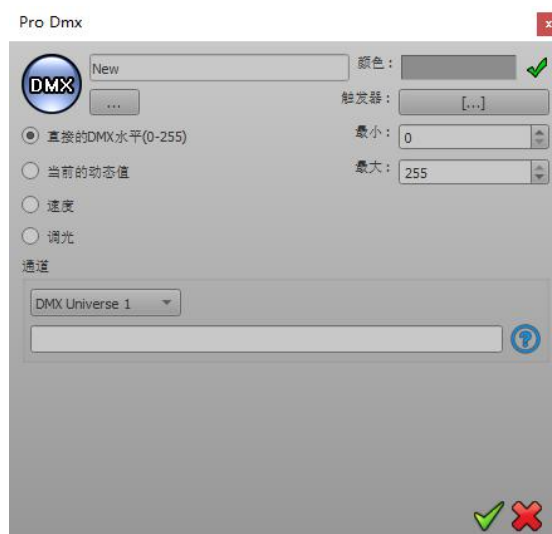 Pro Dmx
x
DMX
New
颜色：
...
触发器：
[...]
直接的DMX水平(0-255)
最小：
0
当前的动态值
最大：
255
速度
调光
通道
DMX Universe 1
?